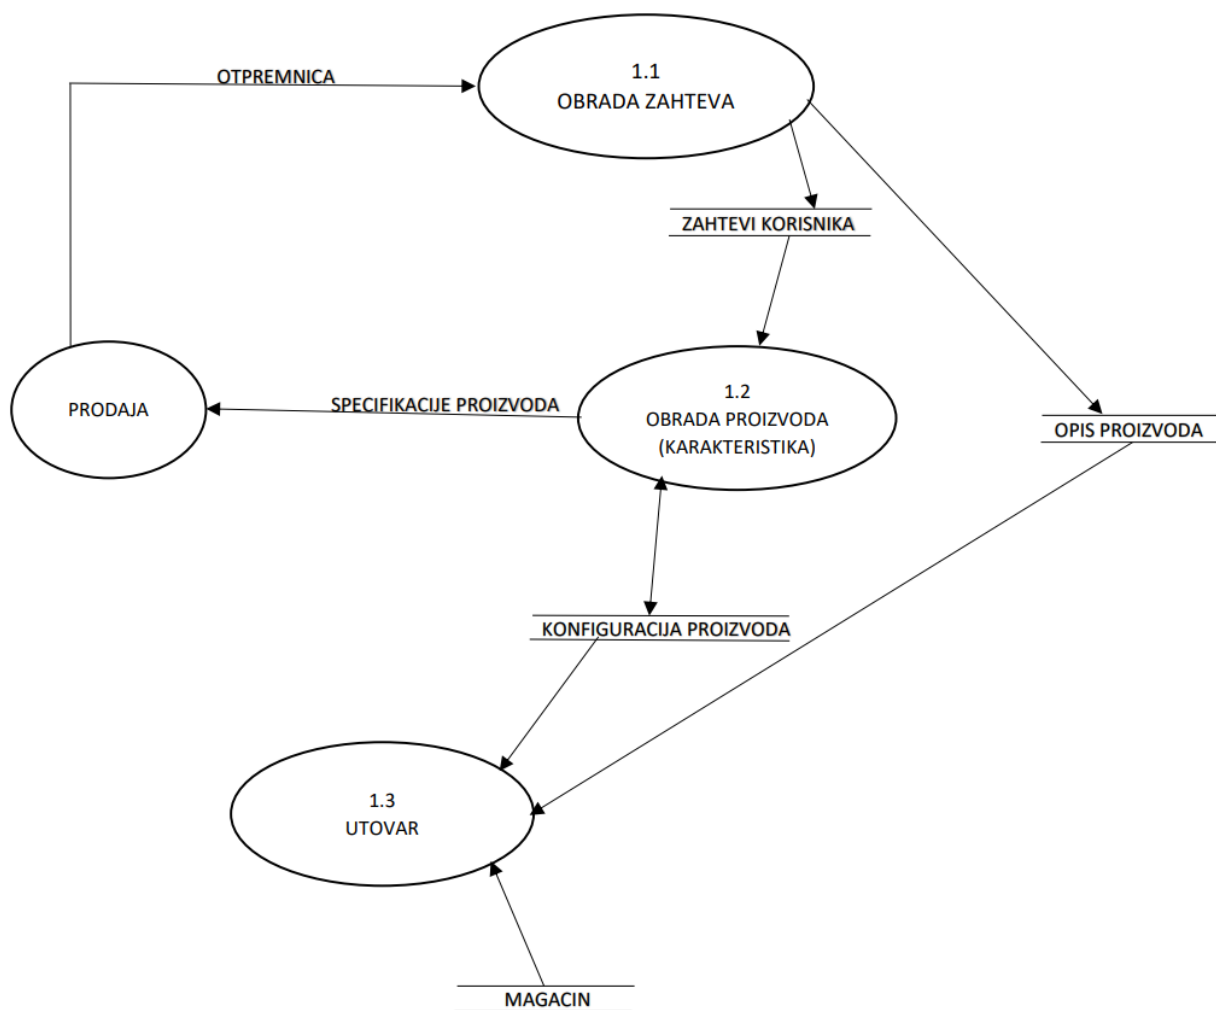 OTPREMNICA
1.1
OBRADA ZAHTEVA
ZAHTEVI KORISNIKA
PRODAJA
SPECIFIKACIJE PROIZVODA
1.2
OBRADA PROIZVODA
(KARAKTERISTIKA)
OPIS PROIZVODA
KONFIGURACIJA PROIZVODA
1.3
UTOVAR
MAGACIN